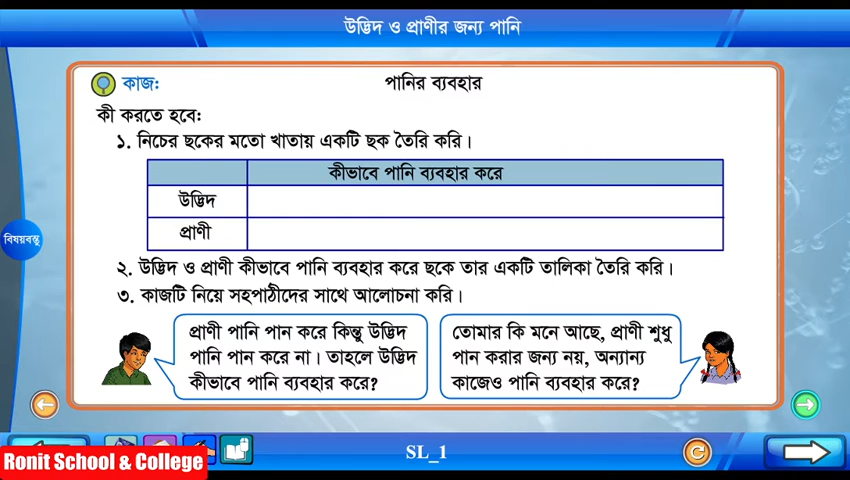 উদ্ভিদ ও প্রাণীর জন্য পানি
কাজ:
পানির ব্যবহার
কী করতে হবে:
১. নিচের ছকের মতো খাতায় একটি ছক তৈরি করি।
কীভাবে পানি ব্যবহার করে
উদ্ভিদ
প্রাণী
বিষয়বস্তু
২. উদ্ভিদ ও প্রাণী কীভাবে পানি ব্যবহার করে ছকে তার একটি তালিকা তৈরি করি।
৩. কাজটি নিয়ে সহপাঠীদের সাথে আলোচনা করি।
প্রাণী পানি পান করে কিন্তু উদ্ভিদ
পানি পান করে না। তাহলে উদ্ভিদ
কীভাবে পানি ব্যবহার করে?
তোমার কি মনে আছে, প্রাণী শুধু
পান করার জন্য নয়, অন্যান্য
কাজেও পানি ব্যবহার করে?
SL_1
Ronit School & College